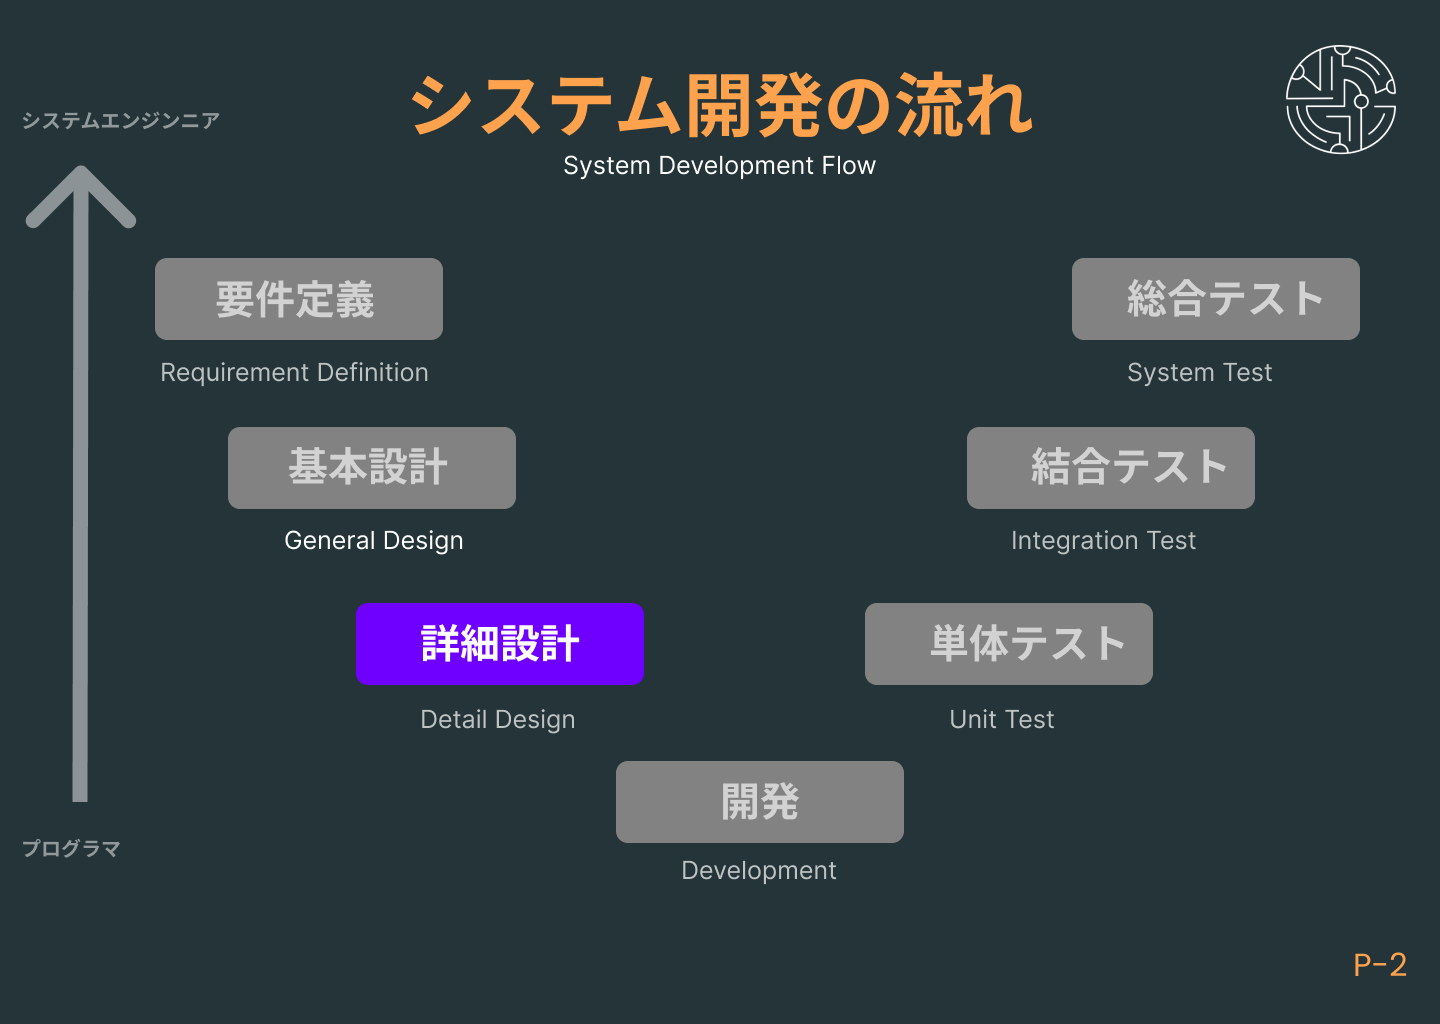 システム開発の流れ
System Development Flow
システムエンジンニア
要件定義
Requirement Definition
総合テスト
System Test
基本設計
General Design
結合テスト
Integration Test
詳細設計
Detail Design
単体テスト
Unit Test
開発
Development
プログラマ
P-2